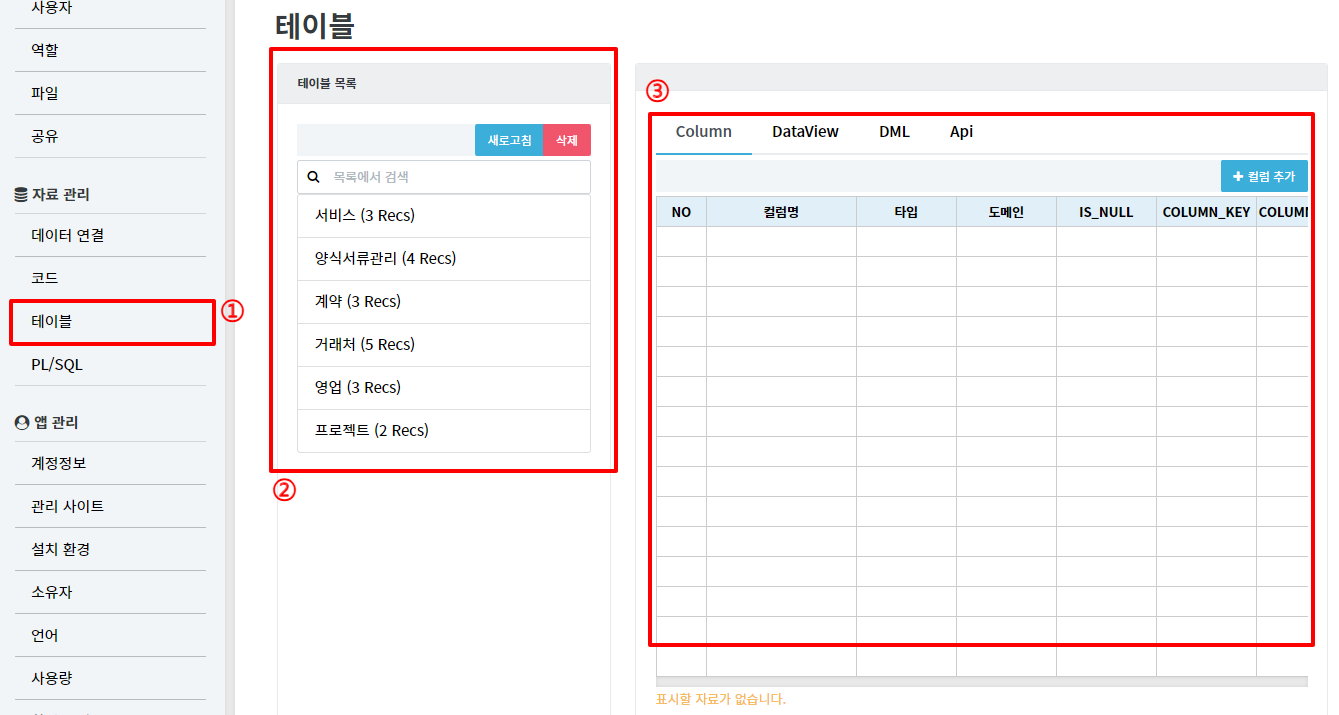 사용자
역할
파일
공유
자료 관리
데이터 연결
코드
테이블
①
PL/SQL
앱 관리
계정정보
관리 사이트
설치 환경
소유자
언어
사용량
테이블
테이블 목록
새로고침 삭제
목록에서 검색
서비스 (3 Recs)
양식서류관리 (4 Recs)
계약 (3 Recs)
거래처 (5 Recs)
영업 (3 Recs)
프로젝트 (2 Recs)
②
③
Column DataView DML Api
+ 컬럼 추가
NO 컬럼명 타입 도메인 IS_NULL COLUMN_KEY COLUMN
표시할 자료가 없습니다.